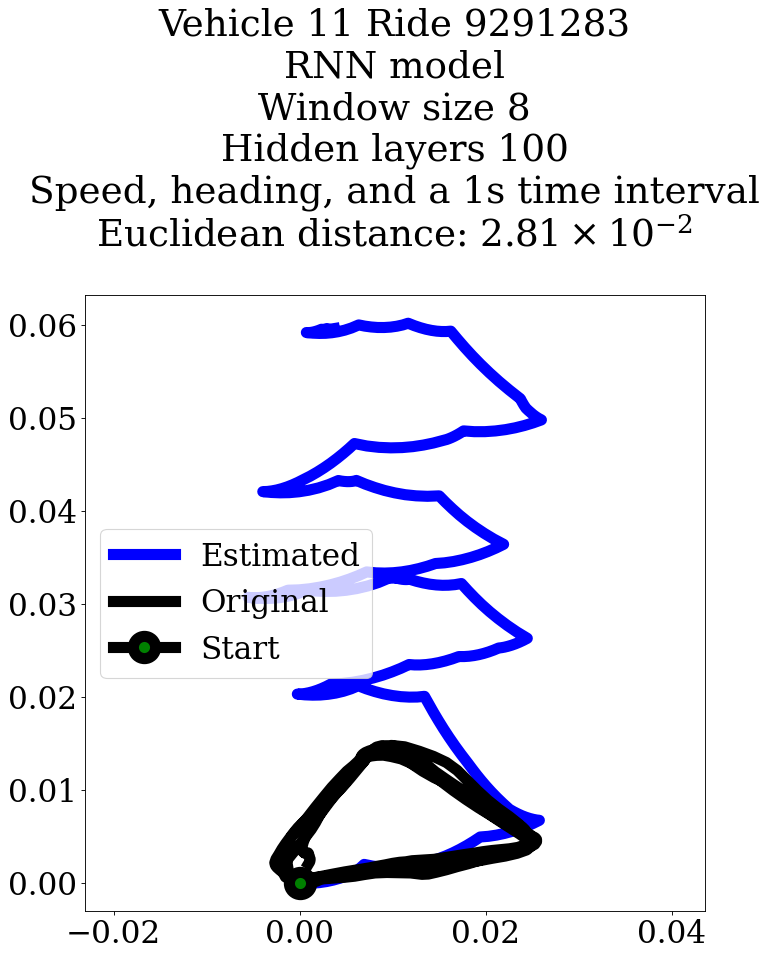 Vehicle 11 Ride 9291283
RNN model
Window size 8
Hidden layers 100
Speed, heading, and a 1s time interval
Euclidean distance: 2.81 × 10⁻²
0.06
0.05
0.04
0.03
0.02
0.01
0.00
Estimated
Original
Start
−0.02 0.00 0.02 0.04